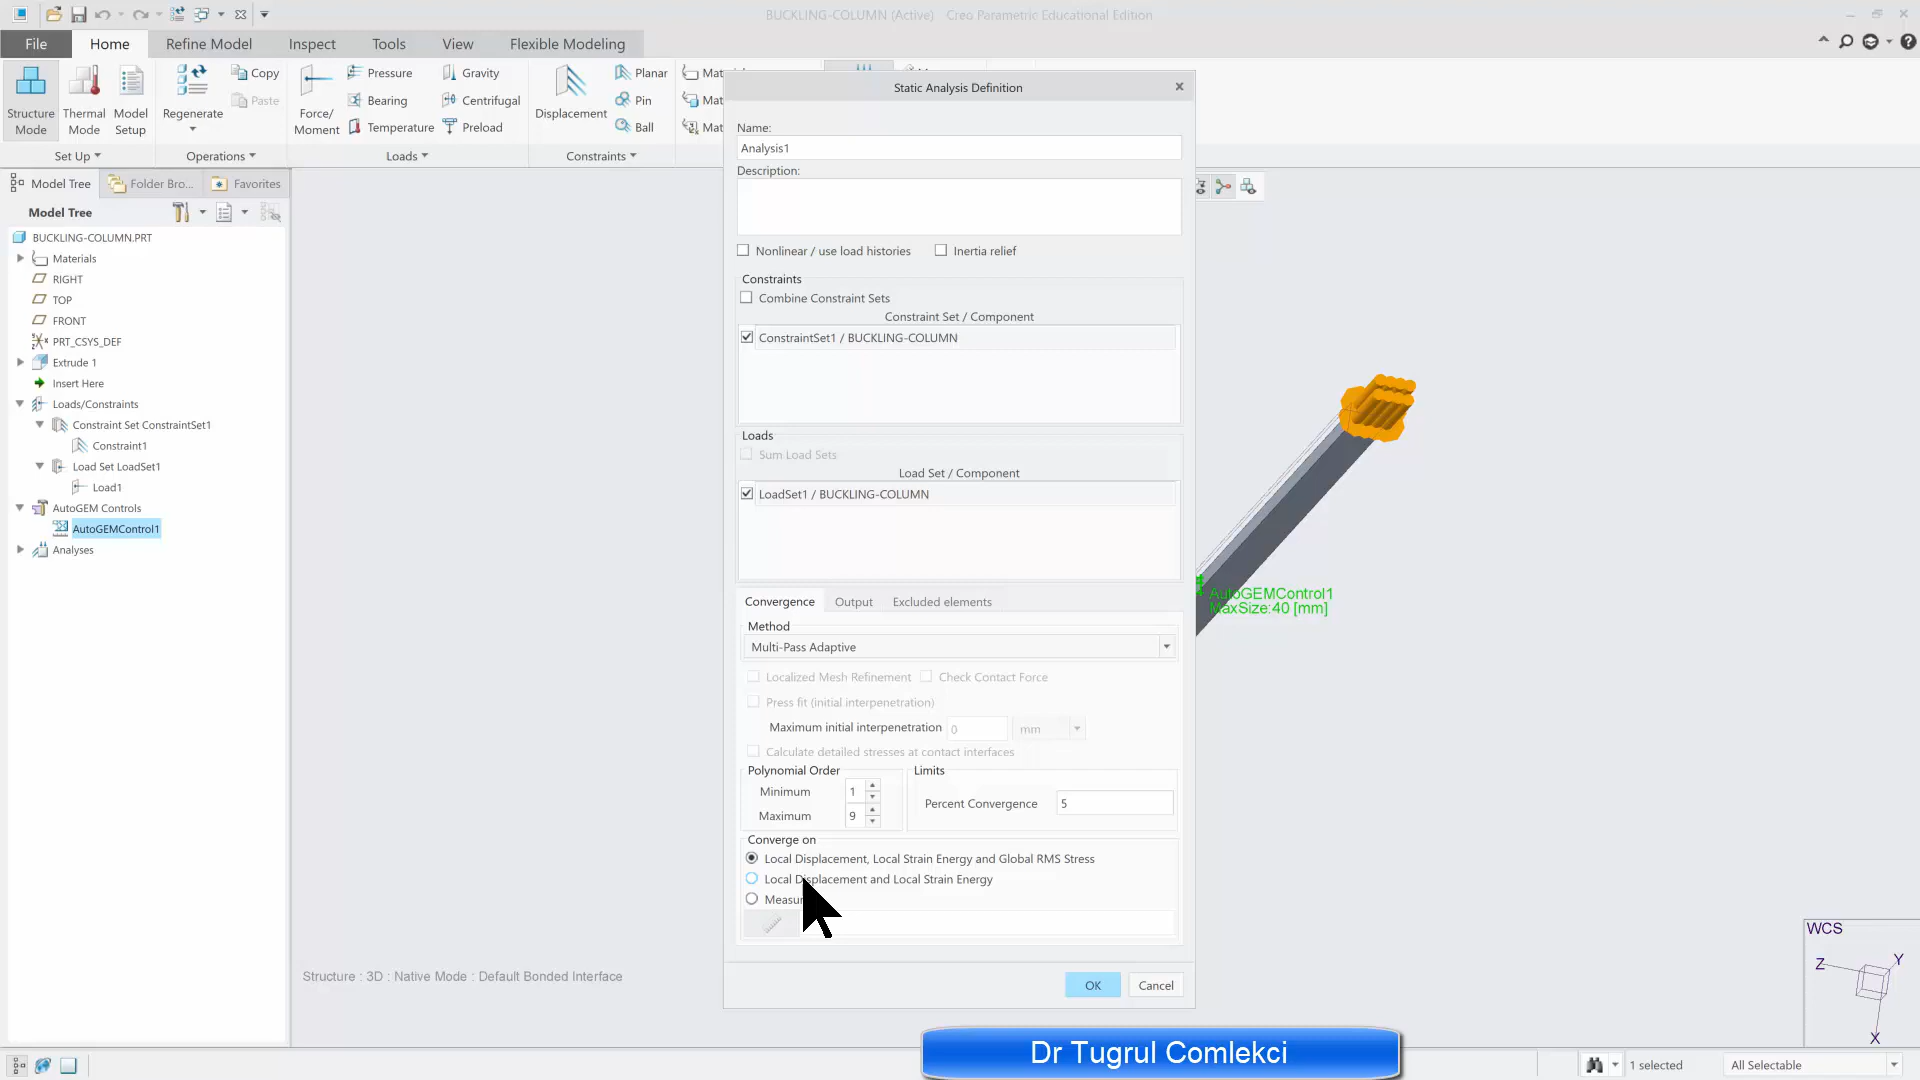 BUCKLING-COLUMN (Active) Creo Parametric Educational Edition
File Home Refine Model Inspect Tools View Flexible Modeling
Structure Mode
Thermal Mode
Model Setup
Set Up
Regenerate
Copy
Paste
Operations
Force/ Moment
Pressure
Bearing
Temperature
Gravity
Centrifugal
Preload
Loads
Displacement
Planar
Pin
Ball
Constraints
Model Tree Folder Bro... Favorites
Model Tree
BUCKLING-COLUMN.PRT
Materials
RIGHT
TOP
FRONT
PRT_CSYS_DEF
Extrude 1
Insert Here
Loads/Constraints
Constraint Set ConstraintSet1
Constraint1
Load Set LoadSet1
Load1
AutoGEM Controls
AutoGEMControl1
Analyses
Static Analysis Definition
Name:
Analysis1
Description:
Nonlinear / use load histories Inertia relief
Constraints
Combine Constraint Sets
Constraint Set / Component
ConstraintSet1 / BUCKLING-COLUMN
Loads
Sum Load Sets
Load Set / Component
LoadSet1 / BUCKLING-COLUMN
Convergence Output Excluded elements
Method
Multi-Pass Adaptive
Localized Mesh Refinement Check Contact Force
Press fit (initial interpenetration)
Maximum initial interpenetration 0 mm
Calculate detailed stresses at contact interfaces
Polynomial Order Limits
Minimum 1
Percent Convergence 5
Maximum 9
Converge on
Local Displacement, Local Strain Energy and Global RMS Stress
Local Displacement and Local Strain Energy
OK Cancel
AutoGEMControl1
MaxSize:40 [mm]
Structure : 3D : Native Mode : Default Bonded Interface
WCS
Z
Y
X
Dr Tugrul Comlekci
1 selected All Selectable